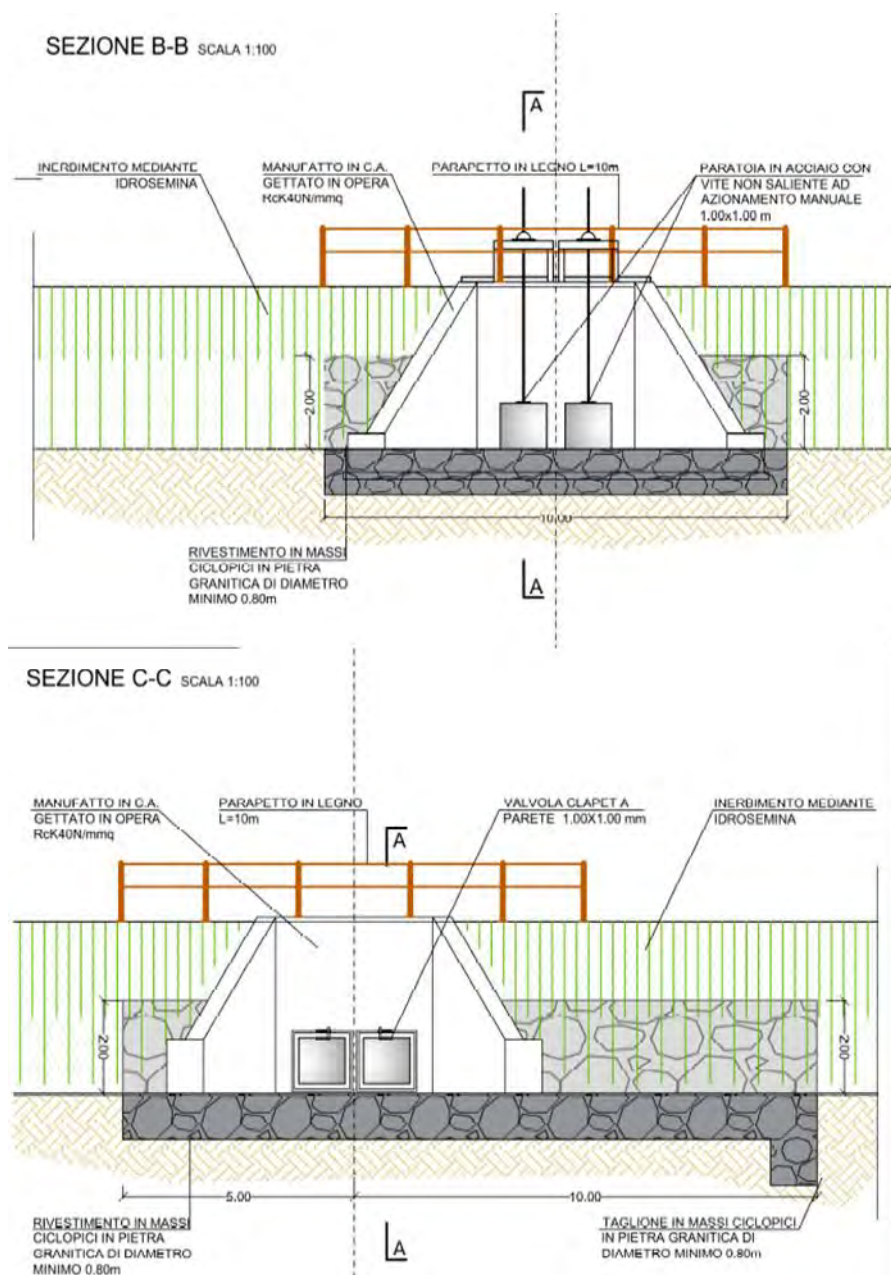 SEZIONE B-B SCALA 1:100
A
INERBIMENTO MEDIANTE
IDROSEMINA
MANUFATTO IN C.A.
GETTATO IN OPERA
RcK40N/mmq
PARAPETTO IN LEGNO L=10m
PARATOIA IN ACCIAIO CON
VITE NON SALIENTE AD
AZIONAMENTO MANUALE
1.00x1.00 m
2.00
2.00
10.00
RIVESTIMENTO IN MASSI
CICLOPICI IN PIETRA
GRANITICA DI DIAMETRO
MINIMO 0.80m
A
SEZIONE C-C SCALA 1:100
MANUFATTO IN C.A.
GETTATO IN OPERA
RcK40N/mmq
PARAPETTO IN LEGNO
L=10m
A
VALVOLA CLAPET A
PARETE 1.00X1.00 mm
INERBIMENTO MEDIANTE
IDROSEMINA
2.00
2.00
5.00
10.00
RIVESTIMENTO IN MASSI
CICLOPICI IN PIETRA
GRANITICA DI DIAMETRO
MINIMO 0.80m
A
TAGLIONE IN MASSI CICLOPICI
IN PIETRA GRANITICA DI
DIAMETRO MINIMO 0.80m